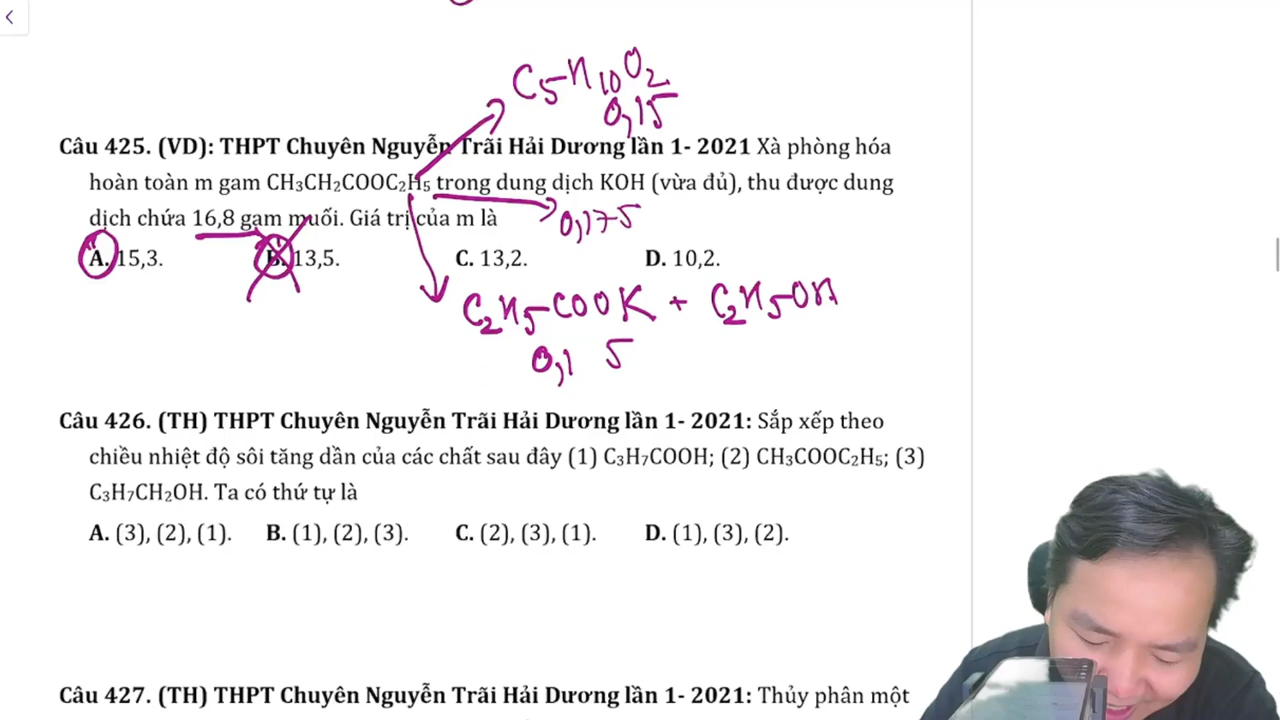 C₅H₁₀O₂
0,15
Câu 425. (VD): THPT Chuyên Nguyễn Trãi Hải Dương lần 1- 2021 Xà phòng hóa
hoàn toàn m gam CH₃CH₂COOC₂H₅ trong dung dịch KOH (vừa đủ), thu được dung
dịch chứa 16,8 gam muối. Giá trị của m là
0,175
A. 15,3. B. 13,5. C. 13,2. D. 10,2.
C₂H₅COOK + C₂H₅OH
0,1 5
Câu 426. (TH) THPT Chuyên Nguyễn Trãi Hải Dương lần 1- 2021: Sắp xếp theo
chiều nhiệt độ sôi tăng dần của các chất sau đây (1) C₃H₇COOH; (2) CH₃COOC₂H₅; (3)
C₃H₇CH₂OH. Ta có thứ tự là
A. (3), (2), (1). B. (1), (2), (3). C. (2), (3), (1). D. (1), (3), (2).
Câu 427. (TH) THPT Chuyên Nguyễn Trãi Hải Dương lần 1- 2021: Thủy phân một